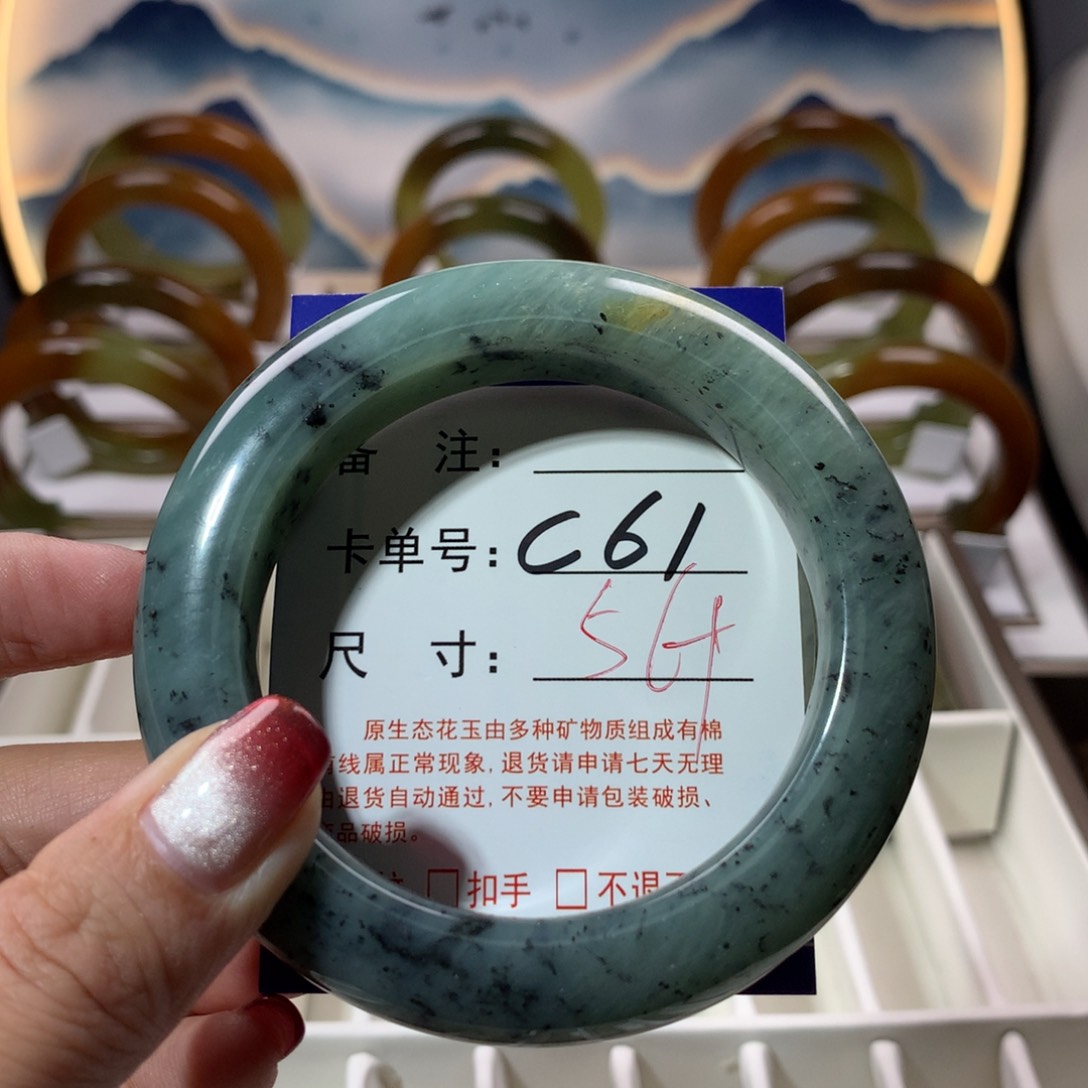 备 注：
卡单号：C61
尺 寸：
原生态花玉由多种矿物质组成有棉
线属正常现象，退货请申请七天无理
由退货自动通过，不要申请包装破损、
商品破损。
□扣手 □不退